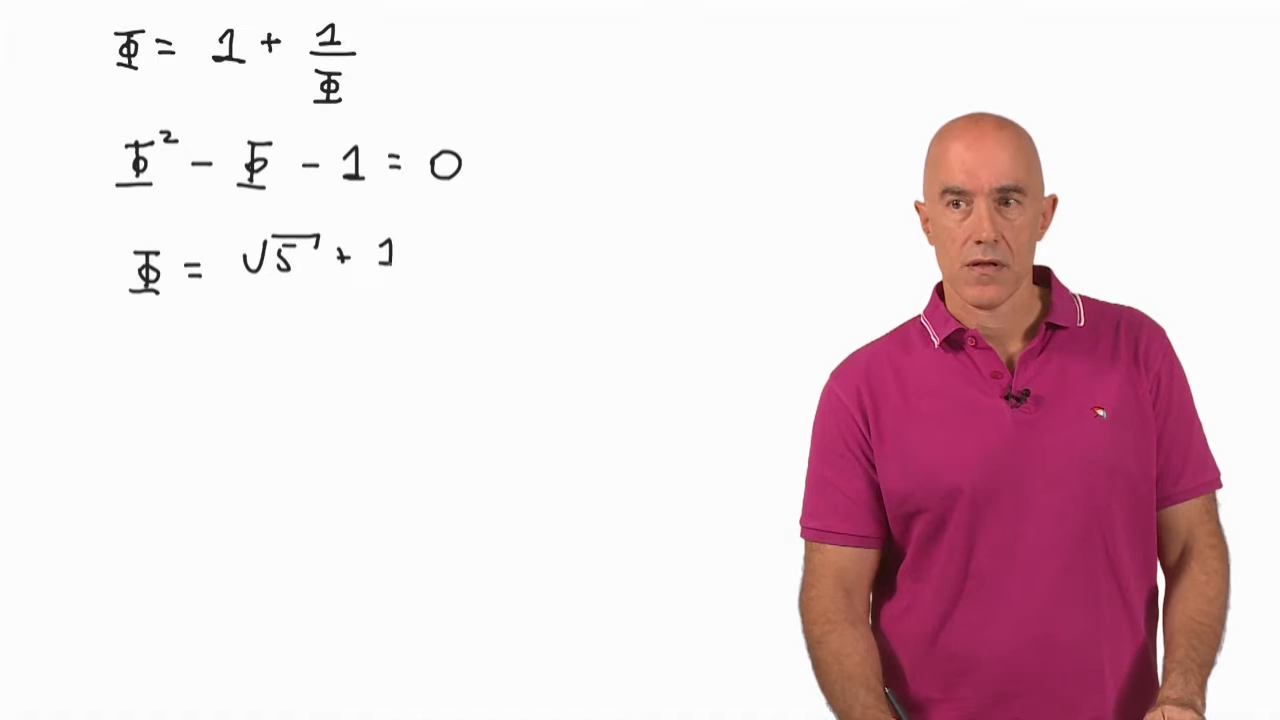 Φ = 1 + 1/Φ
Φ² - Φ - 1 = 0
Φ = √5 + 1